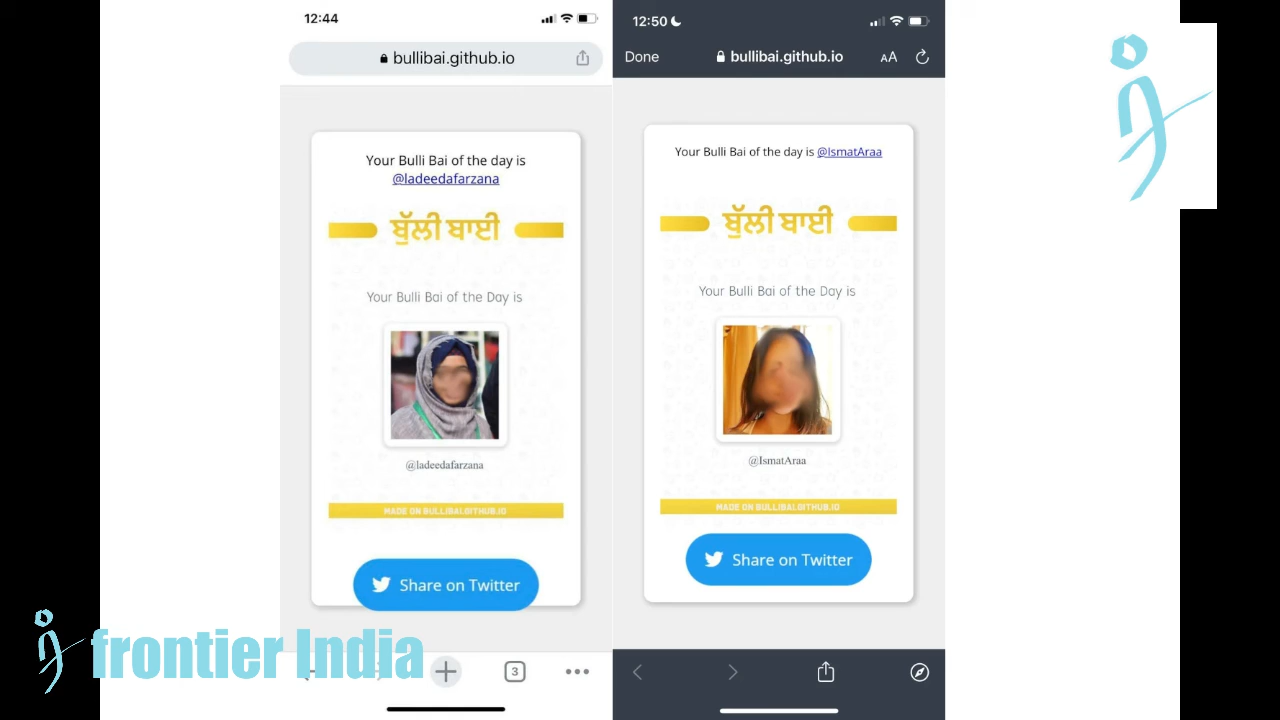 12:44
bullibai.github.io
Your Bulli Bai of the day is
@ladeedafarzana
ਬੁੱਲੀ ਬਾਈ
Your Bulli Bai of the Day is
@ladeedafarzana
MADE ON BULLIBAI.GITHUB.IO
Share on Twitter
3
12:50
Done
bullibai.github.io
AA
Your Bulli Bai of the day is @IsmatAraa
ਬੁੱਲੀ ਬਾਈ
Your Bulli Bai of the Day is
@IsmatAraa
MADE ON BULLIBAI.GITHUB.IO
Share on Twitter
frontier India